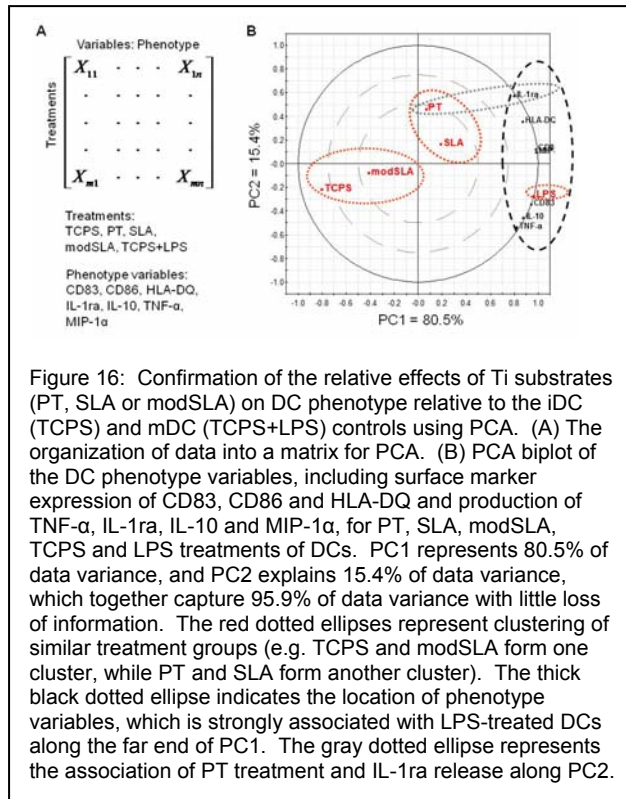 A
Variables: Phenotype
Treatments
X11 · · · X1n
· · · · ·
· · · · ·
· · · · ·
Xm1 · · · Xmn
Treatments:
TCPS, PT, SLA,
modSLA, TCPS+LPS
Phenotype variables:
CD83, CD86, HLA-DQ,
IL-1ra, IL-10, TNF-α,
MIP-1α
B
PC2 = 15.4%
1.0
0.8
0.6
0.4
0.2
-0.0
-0.2
-0.4
-0.6
-0.8
-1.0
IL-1ra
PT
HLA-DC
SLA
modSLA
TCPS
LPS
CD83
IL-10
TNF-a
-1.0 -0.8 -0.6 -0.4 -0.2 -0.0 0.2 0.4 0.6 0.8 1.0
PC1 = 80.5%
Figure 16: Confirmation of the relative effects of Ti substrates
(PT, SLA or modSLA) on DC phenotype relative to the iDC
(TCPS) and mDC (TCPS+LPS) controls using PCA. (A) The
organization of data into a matrix for PCA. (B) PCA biplot of
the DC phenotype variables, including surface marker
expression of CD83, CD86 and HLA-DQ and production of
TNF-α, IL-1ra, IL-10 and MIP-1α, for PT, SLA, modSLA,
TCPS and LPS treatments of DCs. PC1 represents 80.5% of
data variance, and PC2 explains 15.4% of data variance,
which together capture 95.9% of data variance with little loss
of information. The red dotted ellipses represent clustering of
similar treatment groups (e.g. TCPS and modSLA form one
cluster, while PT and SLA form another cluster). The thick
black dotted ellipse indicates the location of phenotype
variables, which is strongly associated with LPS-treated DCs
along the far end of PC1. The gray dotted ellipse represents
the association of PT treatment and IL-1ra release along PC2.